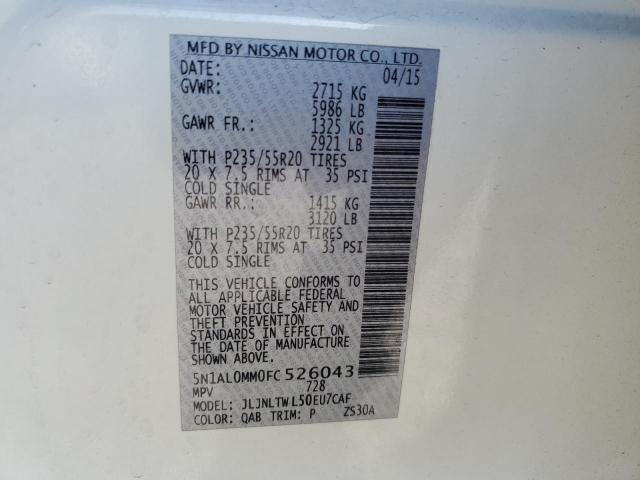 MFD BY NISSAN MOTOR CO., LTD.
DATE: 04/15
GVWR: 2715 KG
5986 LB
GAWR FR.: 1325 KG
2921 LB
WITH P235/55R20 TIRES
20 X 7.5 RIMS AT 35 PSI
COLD SINGLE
GAWR RR.: 1415 KG
3120 LB
WITH P235/55R20 TIRES
20 X 7.5 RIMS AT 35 PSI
COLD SINGLE
THIS VEHICLE CONFORMS TO
ALL APPLICABLE FEDERAL
MOTOR VEHICLE SAFETY AND
THEFT PREVENTION
STANDARDS IN EFFECT ON
THE DATE OF MANUFACTURE
SHOWN ABOVE.
5N1AL0MM0FC526043
MPV 728
MODEL: JLJNLTWL50EU7CAF
COLOR: QAB TRIM: P ZS30A